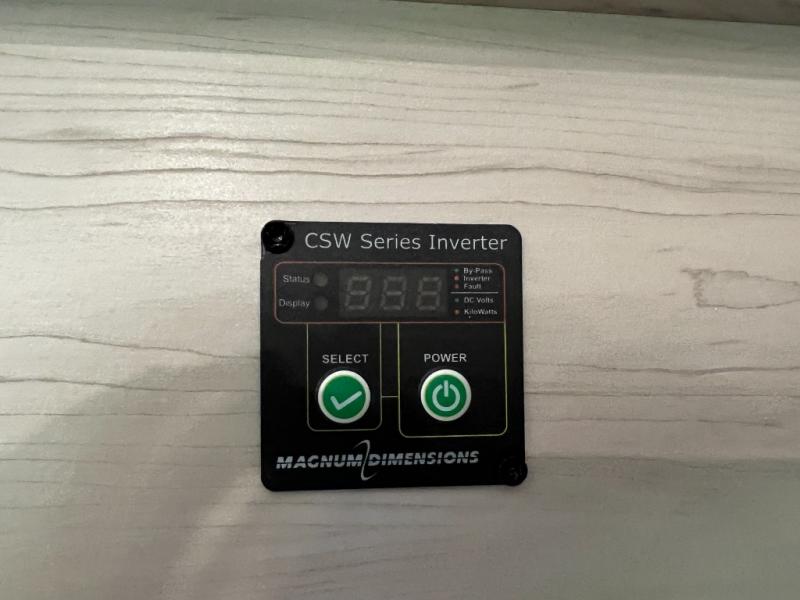 CSW Series Inverter
Status
Display
By-Pass
Inverter
Fault
DC Volts
KiloWatts
SELECT
POWER
MAGNUM DIMENSIONS